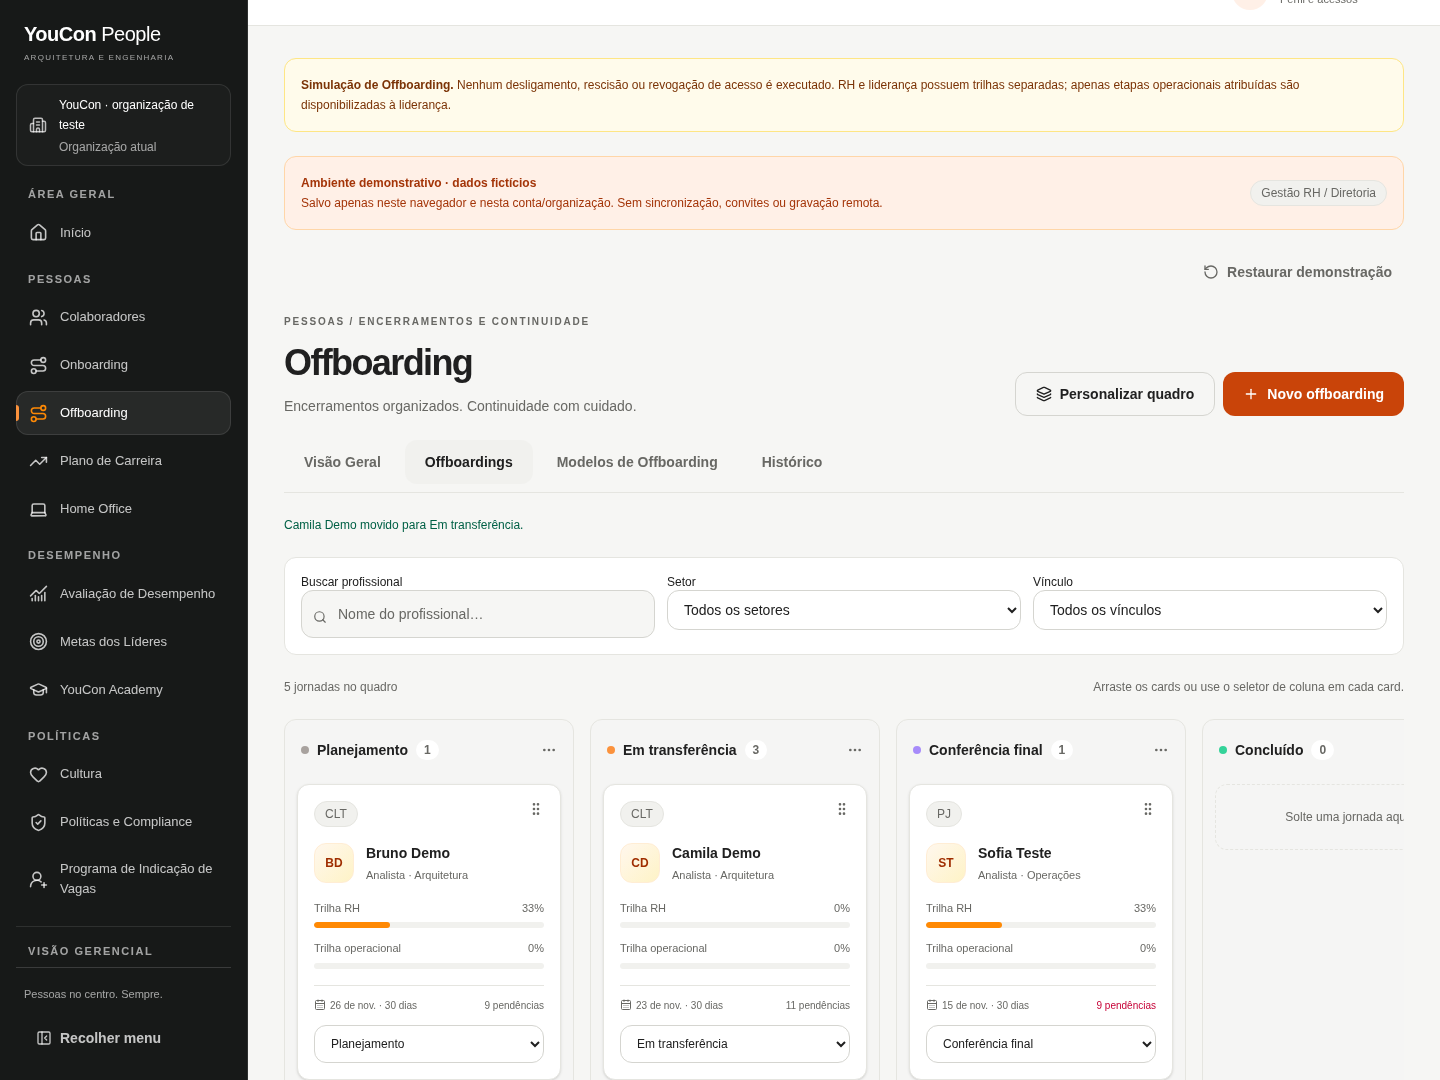 YouCon People
ARQUITETURA E ENGENHARIA
YouCon · organização de
teste
Organização atual
ÁREA GERAL
Início
PESSOAS
Colaboradores
Onboarding
Offboarding
Plano de Carreira
Home Office
DESEMPENHO
Avaliação de Desempenho
Metas dos Líderes
YouCon Academy
POLÍTICAS
Cultura
Políticas e Compliance
Programa de Indicação de
Vagas
VISÃO GERENCIAL
Pessoas no centro. Sempre.
Recolher menu
Simulação de Offboarding. Nenhum desligamento, rescisão ou revogação de acesso é executado. RH e liderança possuem trilhas separadas; apenas etapas operacionais atribuídas são
disponibilizadas à liderança.
Ambiente demonstrativo · dados fictícios
Salvo apenas neste navegador e nesta conta/organização. Sem sincronização, convites ou gravação remota.
Gestão RH / Diretoria
Restaurar demonstração
PESSOAS / ENCERRAMENTOS E CONTINUIDADE
Offboarding
Encerramentos organizados. Continuidade com cuidado.
Personalizar quadro
Novo offboarding
Visão Geral
Offboardings
Modelos de Offboarding
Histórico
Camila Demo movido para Em transferência.
Buscar profissional
Nome do profissional…
Setor
Todos os setores
Vínculo
Todos os vínculos
5 jornadas no quadro
Arraste os cards ou use o seletor de coluna em cada card.
Planejamento 1
CLT
BD
Bruno Demo
Analista · Arquitetura
Trilha RH 33%
Trilha operacional 0%
26 de nov. · 30 dias 9 pendências
Planejamento
Em transferência 3
CLT
CD
Camila Demo
Analista · Arquitetura
Trilha RH 0%
Trilha operacional 0%
23 de nov. · 30 dias 11 pendências
Em transferência
Conferência final 1
PJ
ST
Sofia Teste
Analista · Operações
Trilha RH 33%
Trilha operacional 0%
15 de nov. · 30 dias 9 pendências
Conferência final
Concluído 0
Solte uma jornada aqu